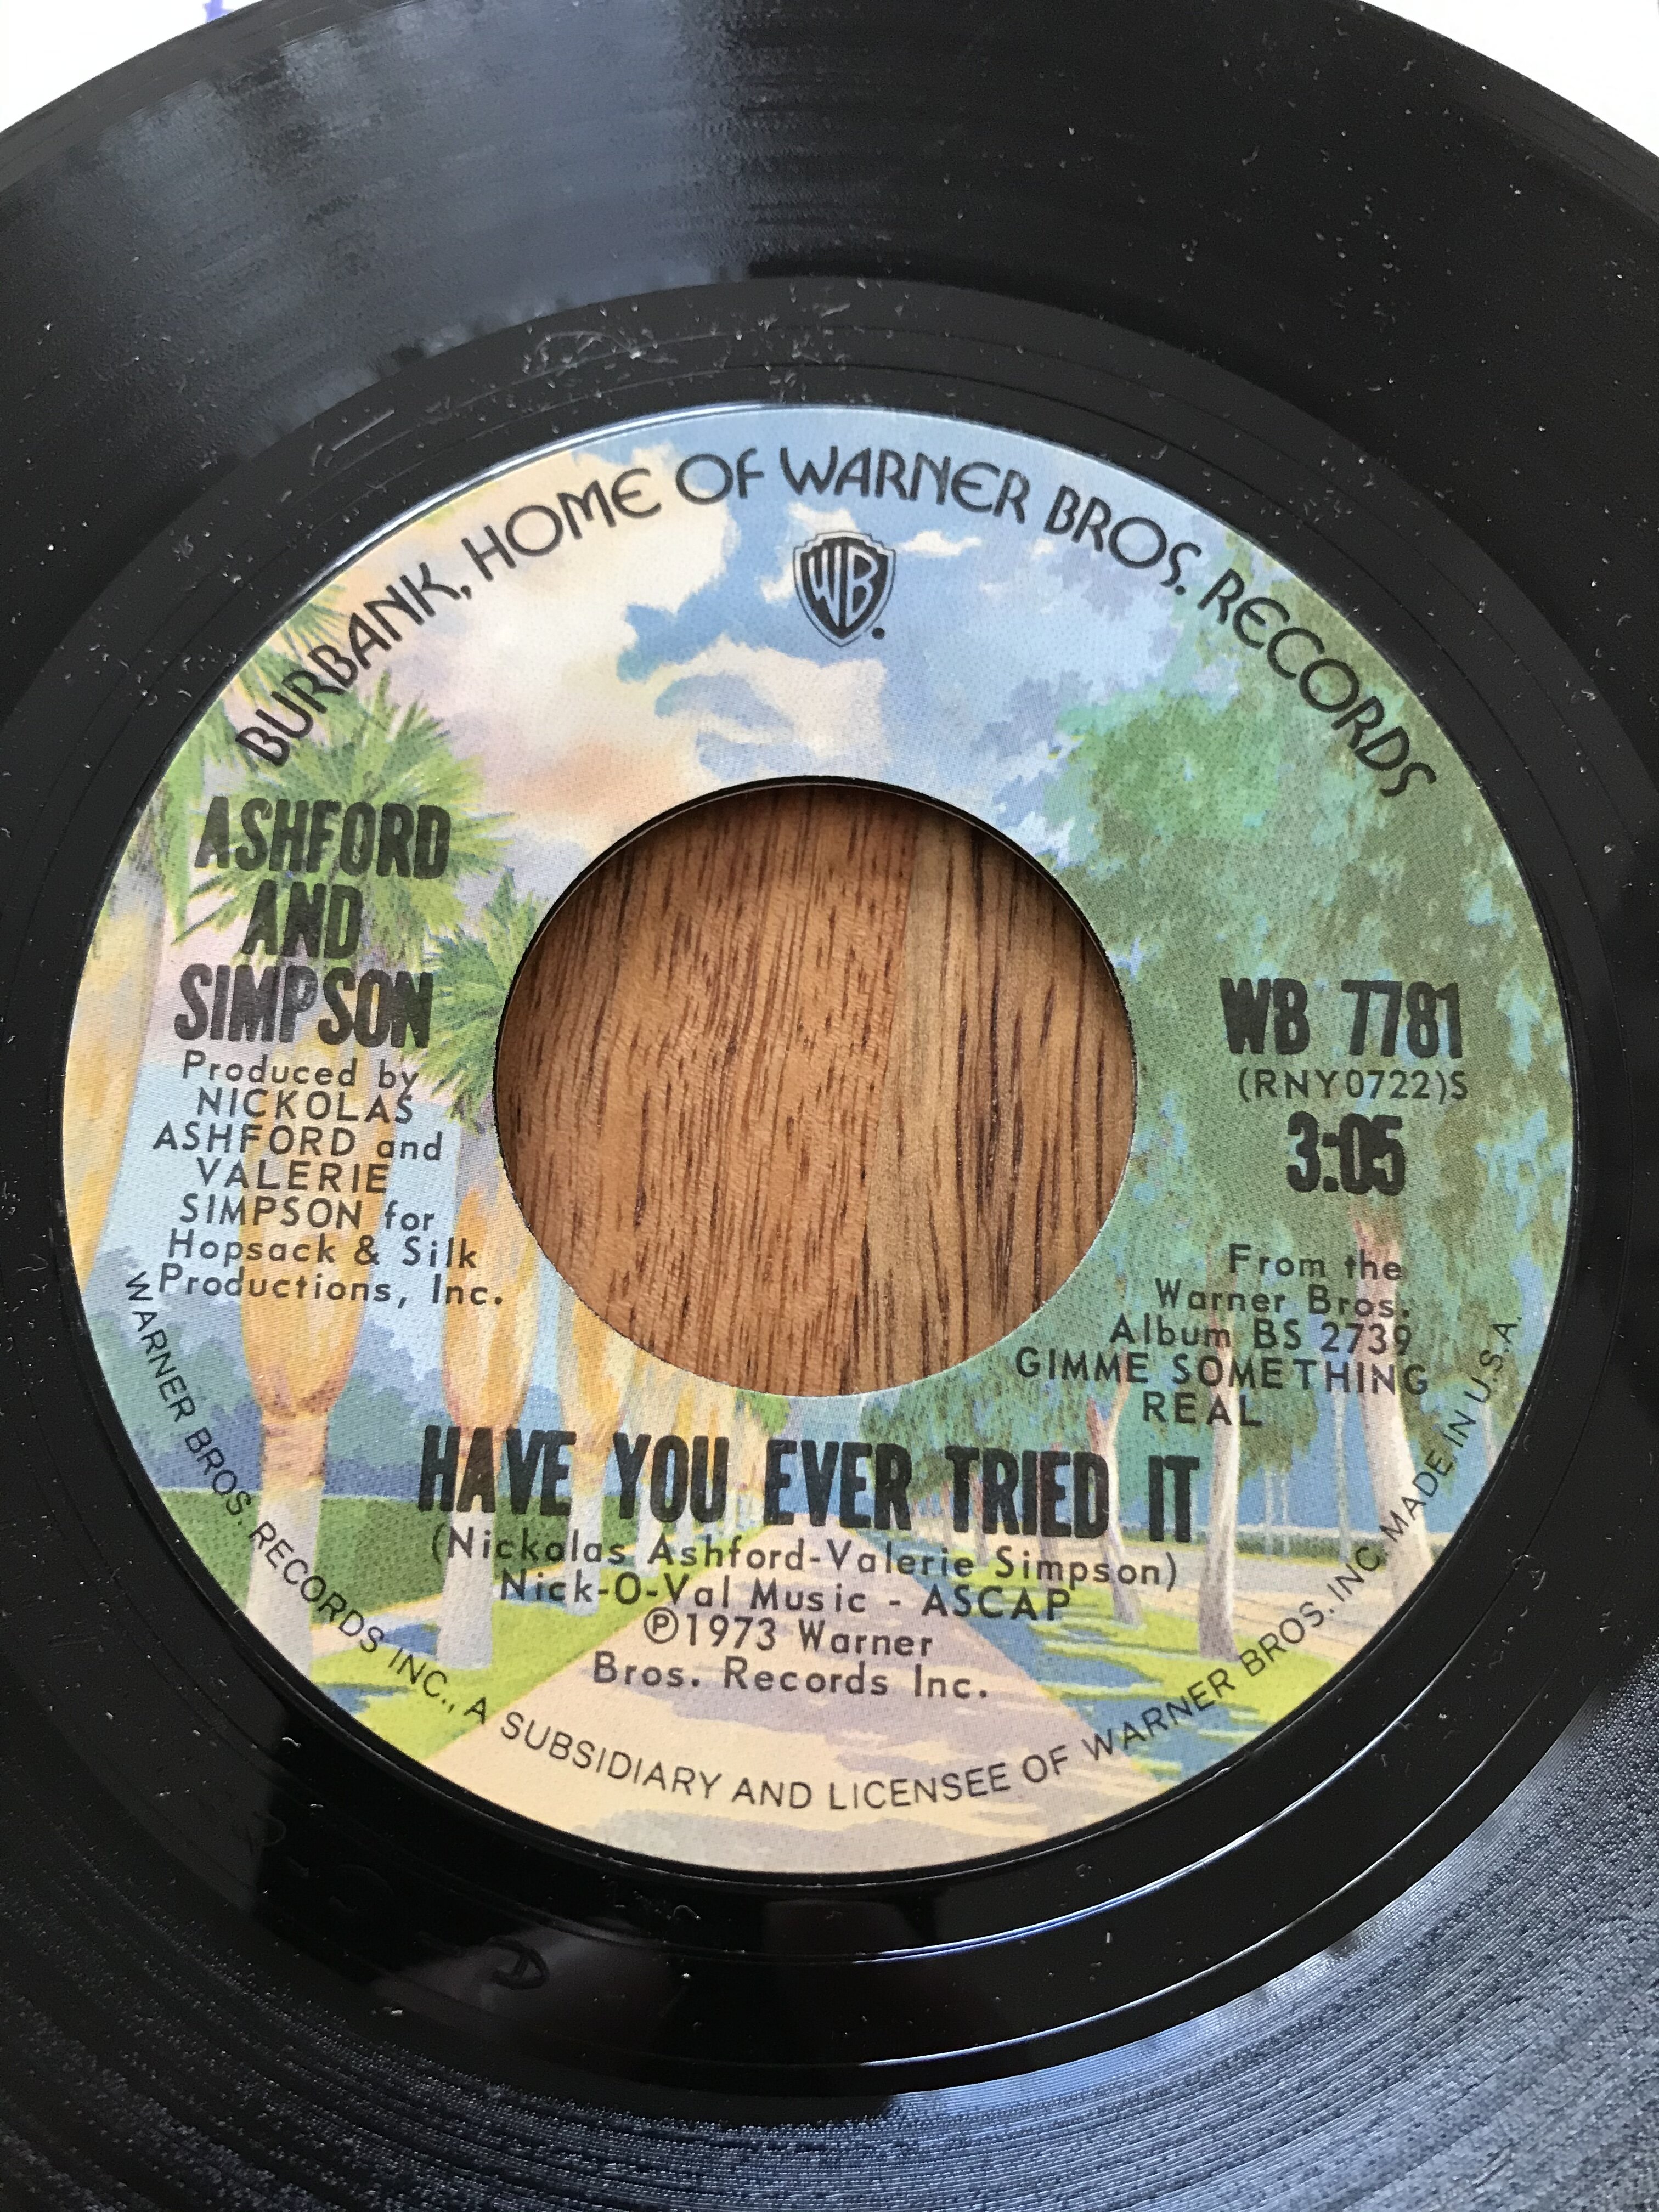 BURBANK, HOME OF WARNER BROS. RECORDS
WB
ASHFORD
AND
SIMPSON
Produced by
NICKOLAS
ASHFORD and
VALERIE
SIMPSON for
Hopsack & Silk
Productions, Inc.
WB 7781
(RNY0722)S
3:05
From the
Warner Bros.
Album BS 2739
GIMME SOMETHING
REAL
HAVE YOU EVER TRIED IT
(Nickolas Ashford-Valerie Simpson)
Nick-O-Val Music - ASCAP
Ⓟ1973 Warner
Bros. Records Inc.
WARNER BROS. RECORDS INC., A SUBSIDIARY AND LICENSEE OF WARNER BROS. INC. MADE IN U.S.A.